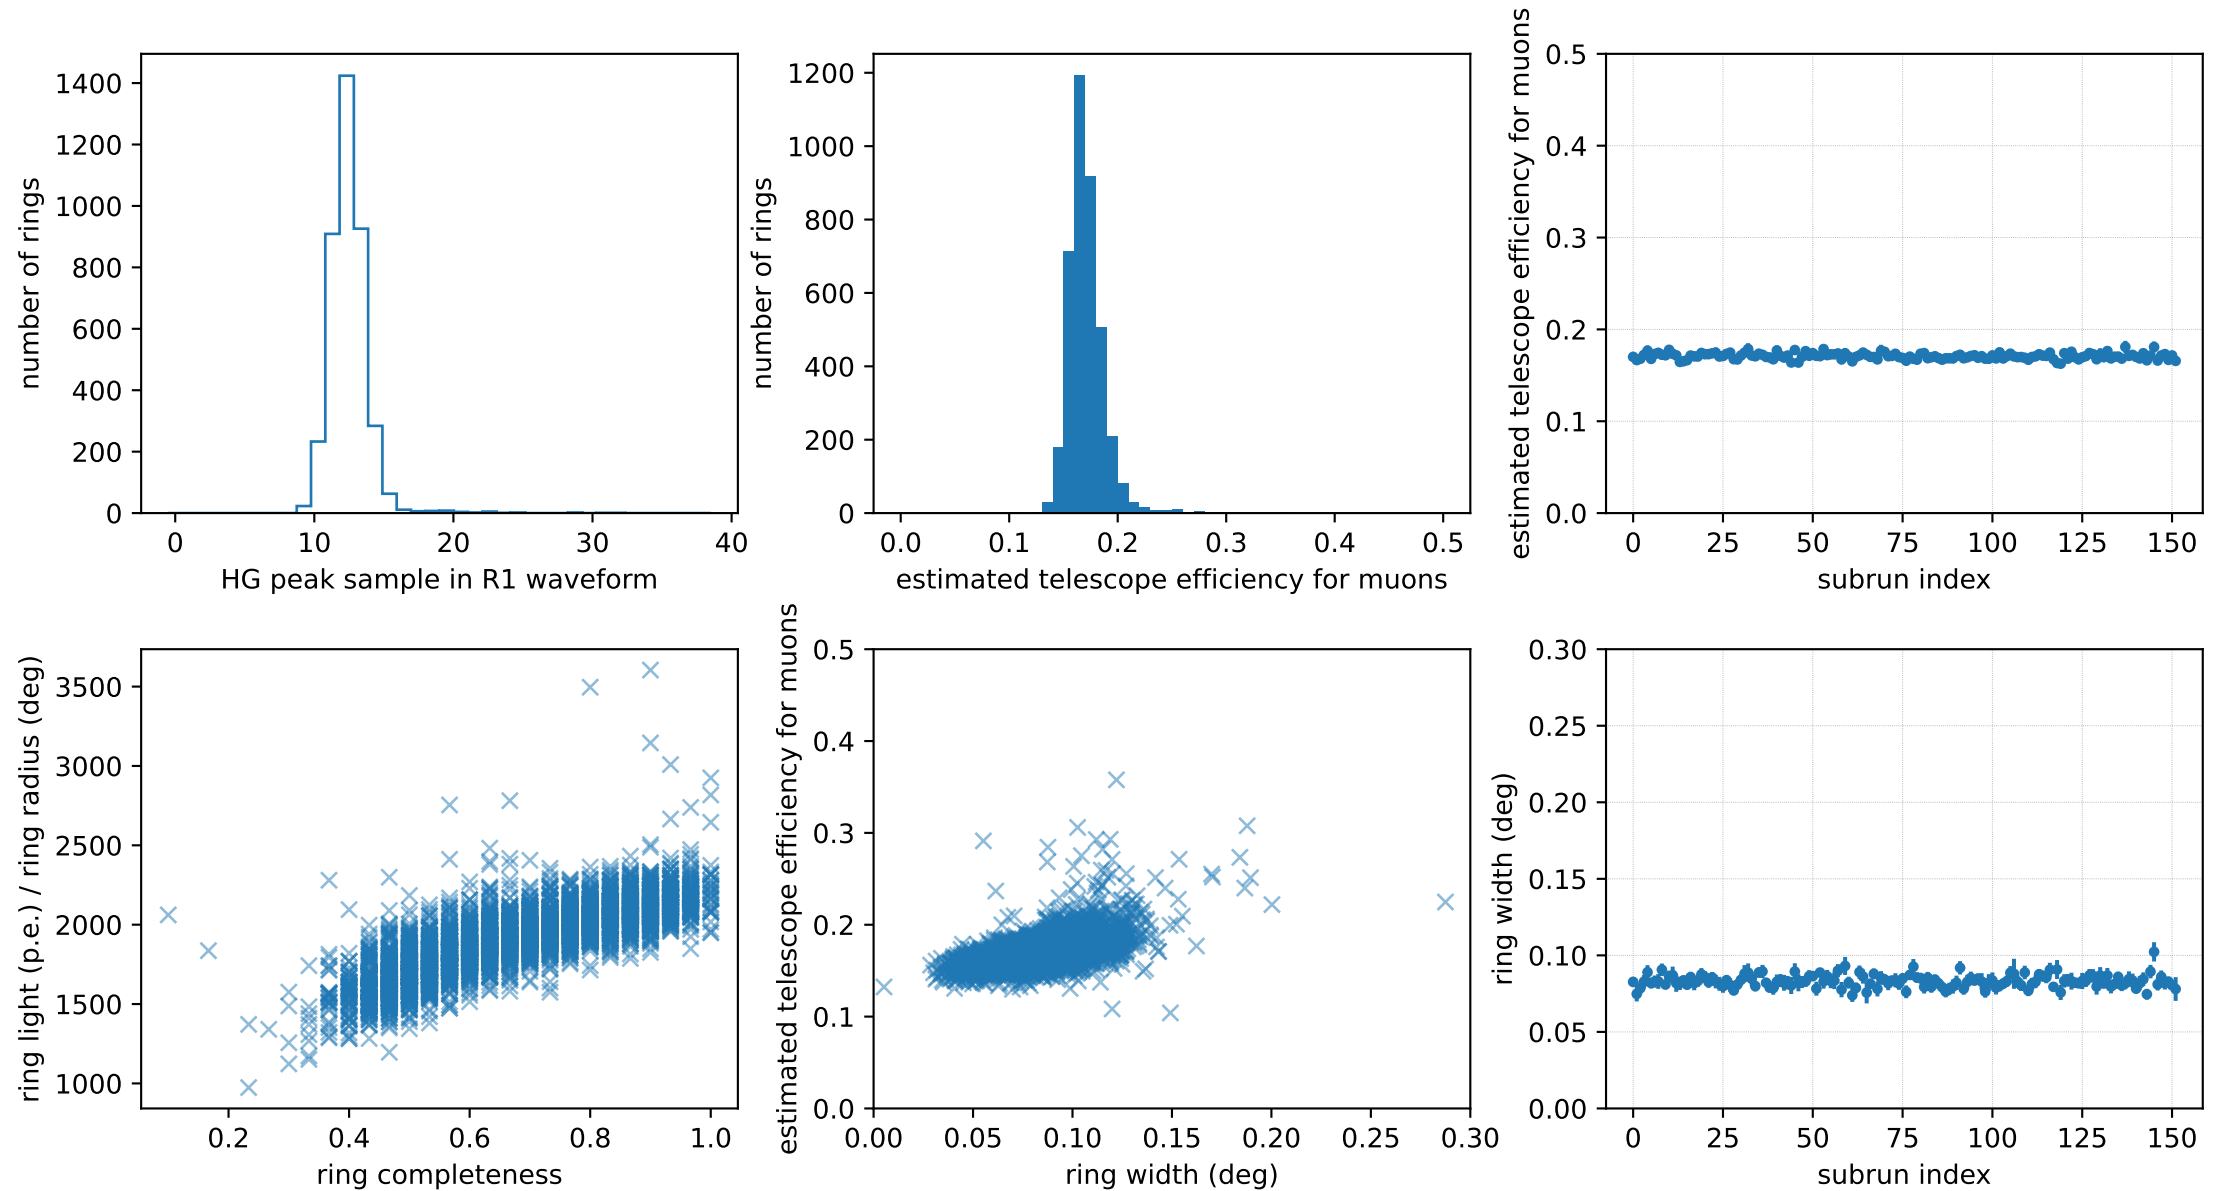 number of rings
1400
1200
1000
800
600
400
200
0
0 10 20 30 40
HG peak sample in R1 waveform
number of rings
1200
1000
800
600
400
200
0
0.0 0.1 0.2 0.3 0.4 0.5
estimated telescope efficiency for muons
estimated telescope efficiency for muons
0.5
0.4
0.3
0.2
0.1
0.0
0 25 50 75 100 125 150
subrun index
ring light (p.e.) / ring radius (deg)
3500
3000
2500
2000
1500
1000
0.2 0.4 0.6 0.8 1.0
ring completeness
estimated telescope efficiency for muons
0.5
0.4
0.3
0.2
0.1
0.0
0.00 0.05 0.10 0.15 0.20 0.25 0.30
ring width (deg)
ring width (deg)
0.30
0.25
0.20
0.15
0.10
0.05
0.00
0 25 50 75 100 125 150
subrun index